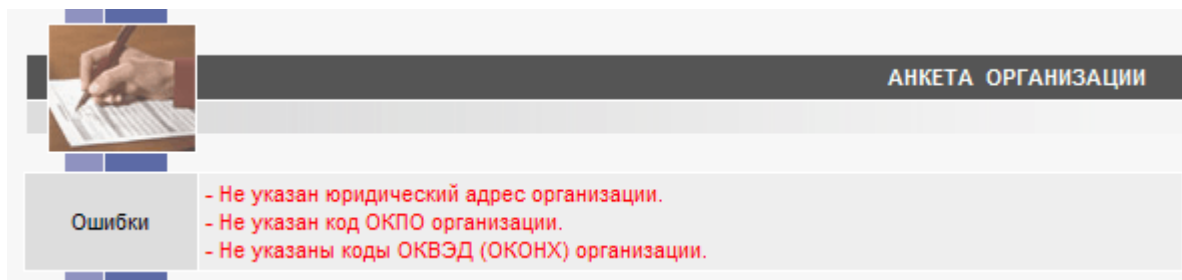 АНКЕТА ОРГАНИЗАЦИИ
Ошибки
- Не указан юридический адрес организации.
- Не указан код ОКПО организации.
- Не указаны коды ОКВЭД (ОКОНХ) организации.